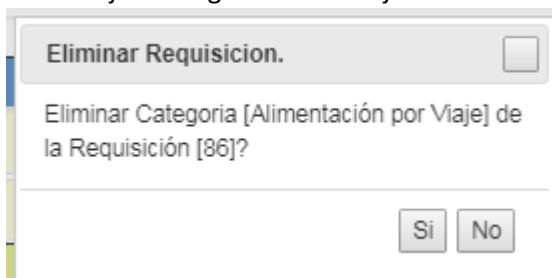 Eliminar Requisicion.
Eliminar Categoria [Alimentación por Viaje] de
la Requisición [86]?
Si No